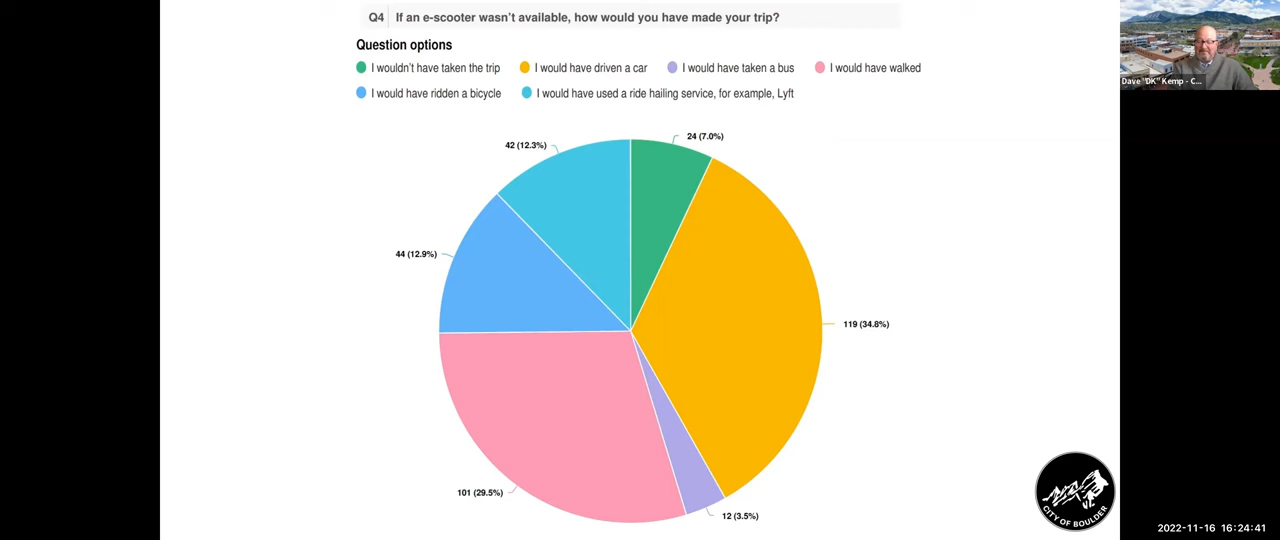 Q4 If an e-scooter wasn't available, how would you have made your trip?
Question options
I wouldn't have taken the trip
I would have driven a car
I would have taken a bus
I would have walked
I would have ridden a bicycle
I would have used a ride hailing service, for example, Lyft
Dave "DK" Kemp - C...
24 (7.0%)
42 (12.3%)
44 (12.9%)
119 (34.8%)
101 (29.5%)
12 (3.5%)
CITY OF BOULDER
2022-11-16 16:24:41